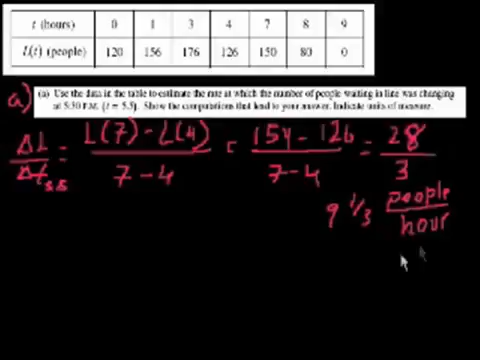 t (hours) 0 1 3 4 7 8 9
L(t) (people) 120 156 176 126 150 80 0
a) (a) Use the data in the table to estimate the rate at which the number of people waiting in line was changing
at 5:30 P.M. (t = 5.5). Show the computations that lead to your answer. Indicate units of measure.
ΔL/Δt 5.5 = L(7) - L(4) / 7 - 4 = 154 - 126 / 7 - 4 = 28 / 3
9 1/3 people / hour